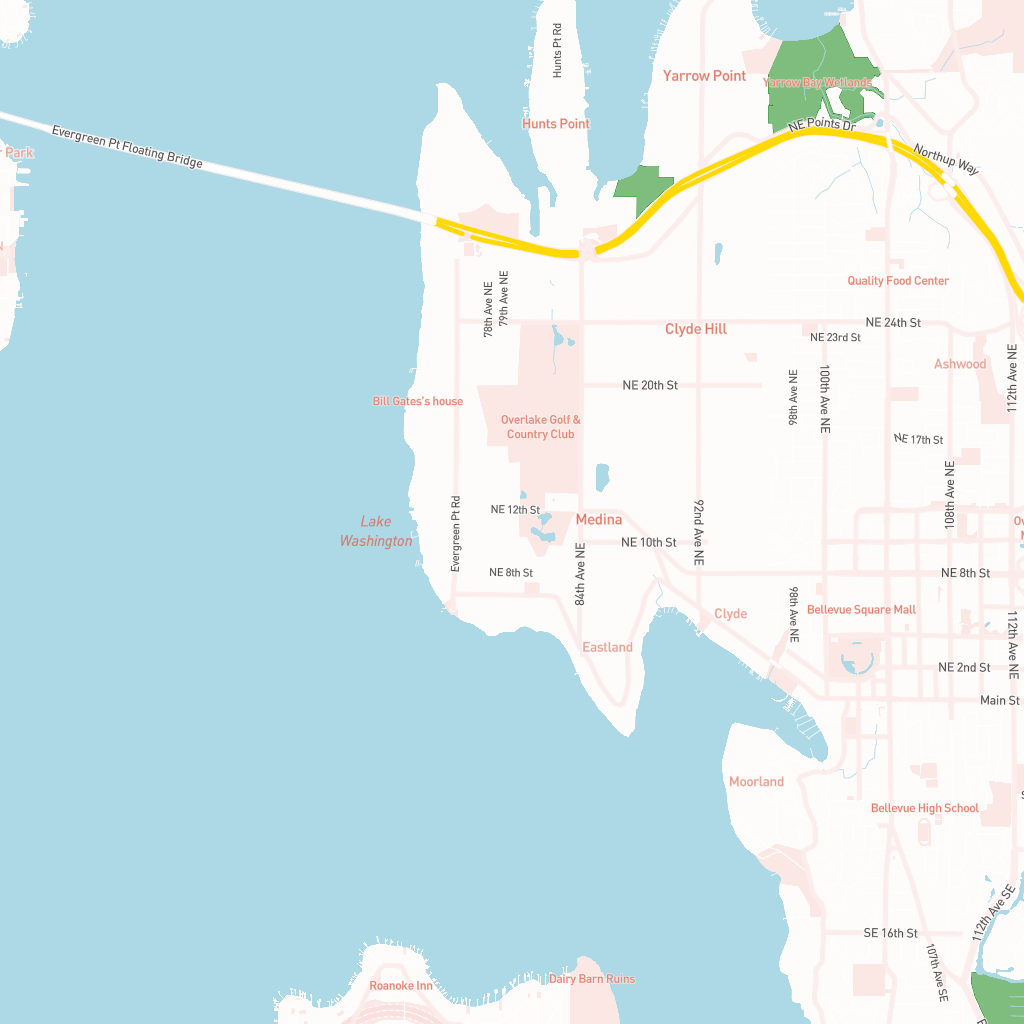 Hunts Pt Rd
Yarrow Point
Yarrow Bay Wetlands
Hunts Point
NE Points Dr
Evergreen Pt Floating Bridge
Park
Northup Way
78th Ave NE
79th Ave NE
Quality Food Center
Clyde Hill
NE 24th St
NE 23rd St
Ashwood
112th Ave NE
NE 20th St
98th Ave NE
100th Ave NE
Bill Gates's house
Overlake Golf &
Country Club
NE 17th St
108th Ave NE
Evergreen Pt Rd
NE 12th St
Medina
92nd Ave NE
Lake
Washington
NE 10th St
84th Ave NE
NE 8th St
NE 8th St
98th Ave NE
Clyde
Bellevue Square Mall
112th Ave NE
Eastland
NE 2nd St
Main St
Moorland
Bellevue High School
112th Ave SE
SE 16th St
107th Ave SE
Roanoke Inn
Dairy Barn Ruins